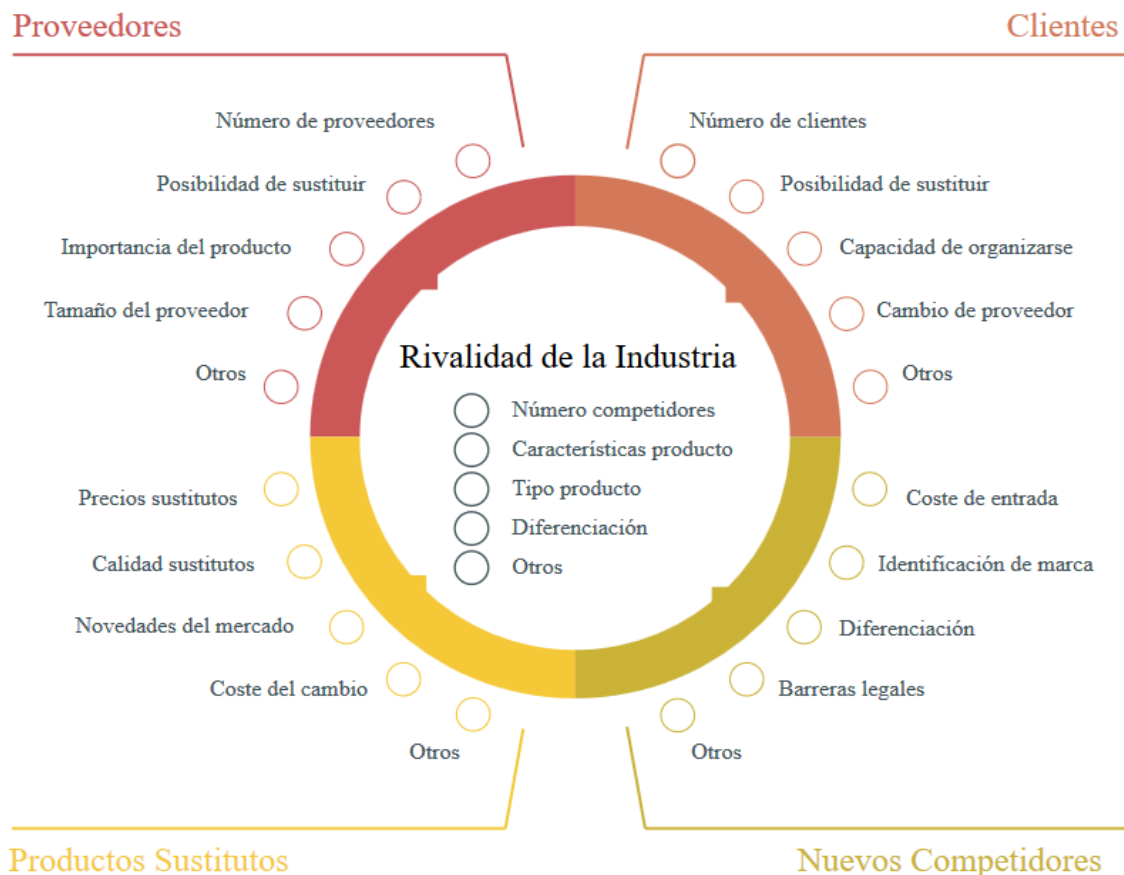 Proveedores
Número de proveedores
Posibilidad de sustituir
Importancia del producto
Tamaño del proveedor
Otros
Clientes
Número de clientes
Posibilidad de sustituir
Capacidad de organizarse
Cambio de proveedor
Otros
Rivalidad de la Industria
Número competidores
Característícas producto
Tipo producto
Diferenciación
Otros
Precios sustitutos
Calidad sustitutos
Novedades del mercado
Coste del cambio
Otros
Productos Sustitutos
Coste de entrada
Identificación de marca
Diferenciación
Barreras legales
Otros
Nuevos Competidores